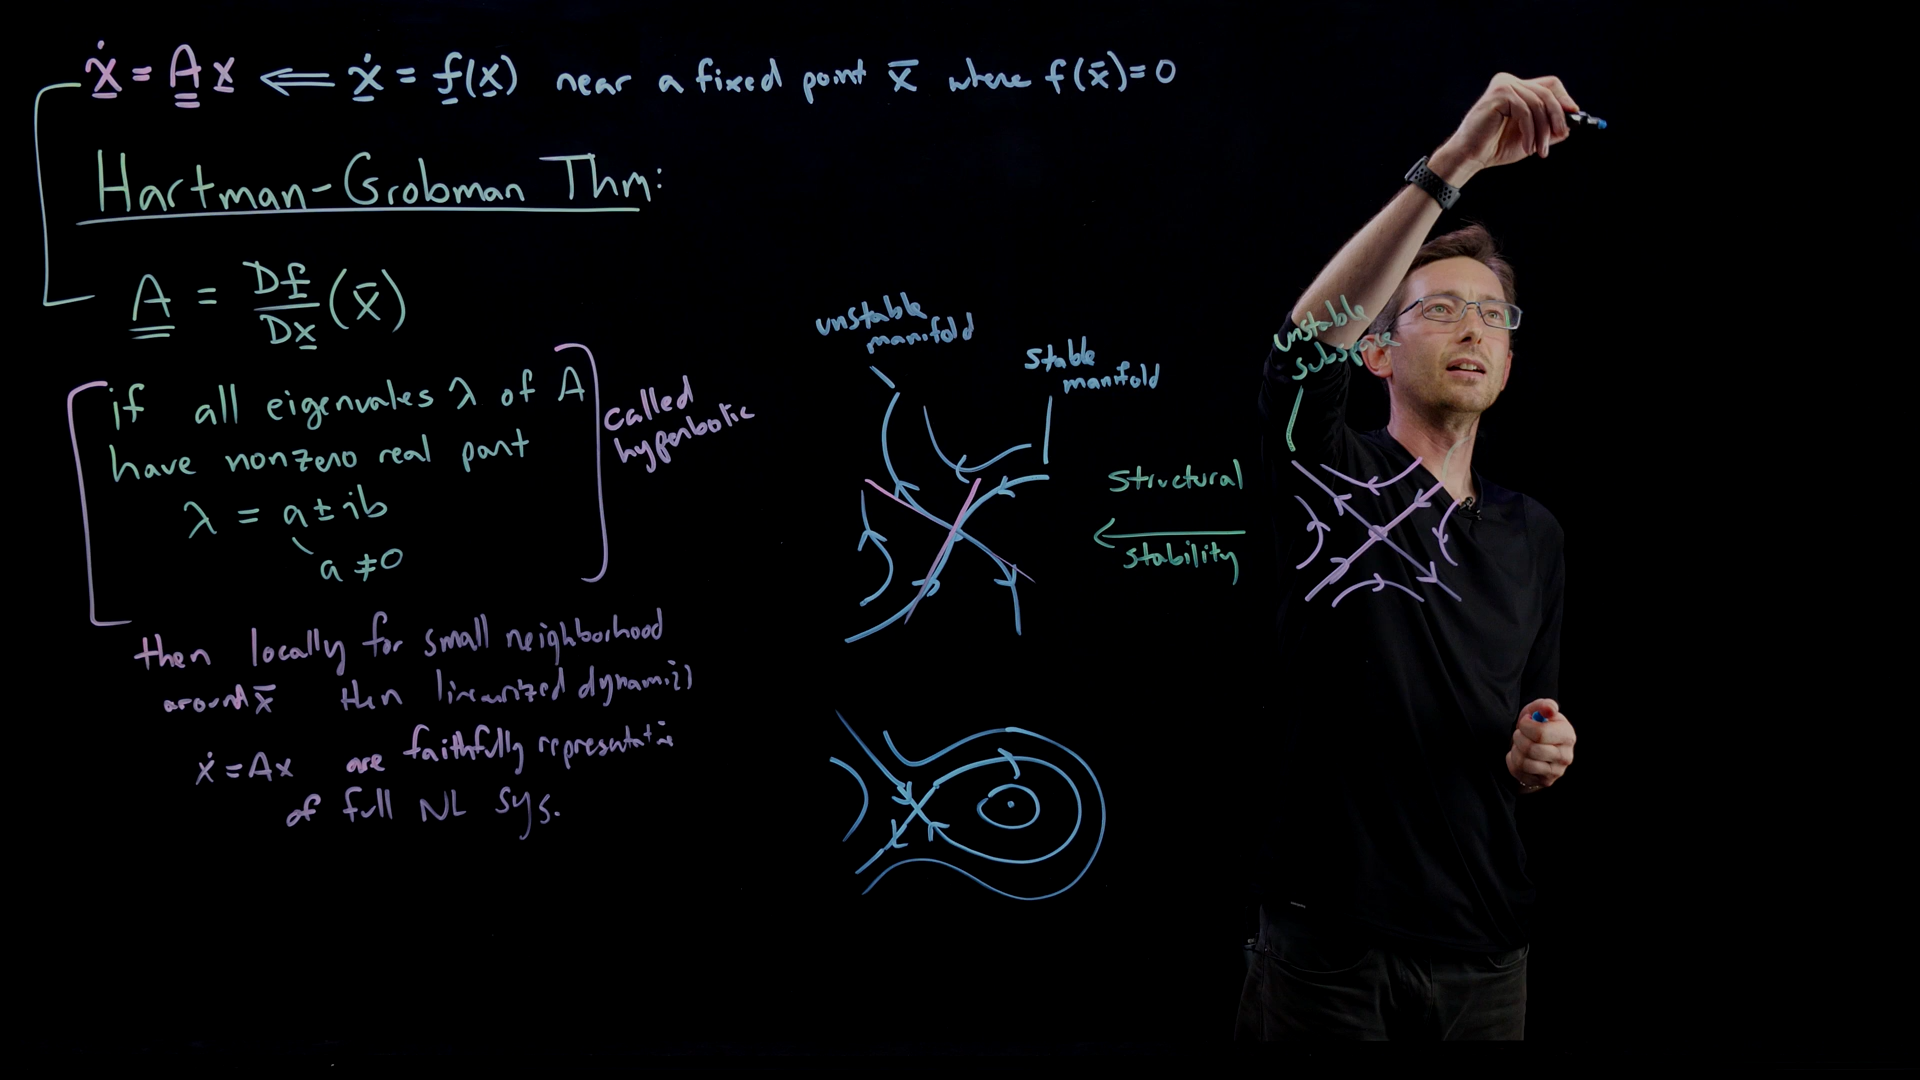 ẋ = A x ⟸ ẋ = f(x) near a fixed point x̄ where f(x̄)=0
Hartman-Grobman Thm:
A = Df/Dx (x̄)
if all eigenvales λ of A
have nonzero real part
λ = a ± ib
a ≠ 0
called
hyperbolic
then locally for small neighborhood
around x̄ then linearized dynamics
ẋ = Ax are faithfully representative
of full NL sys.
unstable
manifold
stable
manifold
structural
stability
unstable
subspace